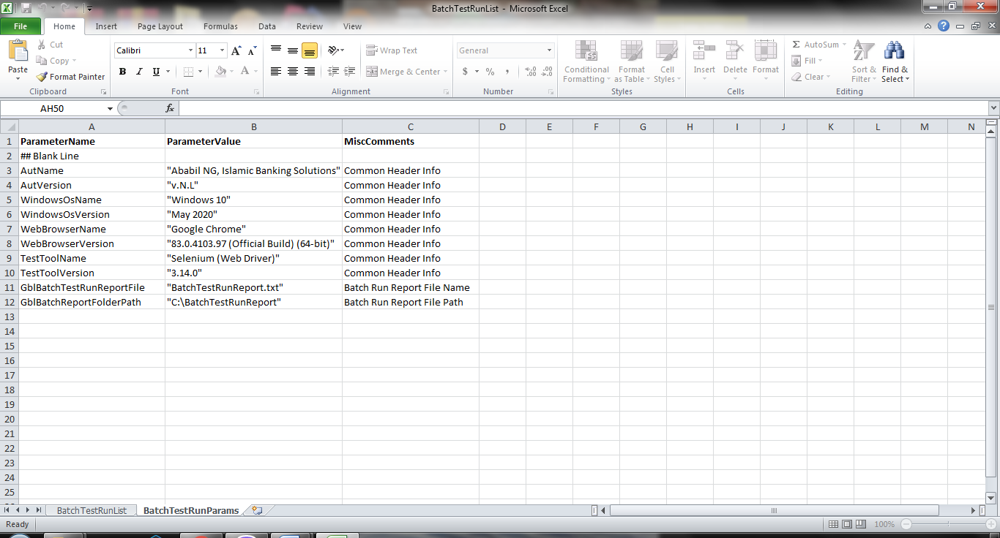 BatchTestRunList - Microsoft Excel
File Home Insert Page Layout Formulas Data Review View
Paste
Cut
Copy
Format Painter
Clipboard
Calibri 11
B I U
A A
A
Font
Wrap Text
Merge & Center
Alignment
General
$ % ,
.0 .00
.00 .0
Number
Conditional Formatting
Format as Table
Cell Styles
Styles
Insert
Delete
Format
Cells
Σ AutoSum
Fill
Clear
Sort & Filter
Find & Select
Editing
AH50 fx
A B C D E F G H I J K L M N
1 ParameterName ParameterValue MiscComments
2 ## Blank Line
3 AutName "Ababil NG, Islamic Banking Solutions" Common Header Info
4 AutVersion "v.N.L" Common Header Info
5 WindowsOsName "Windows 10" Common Header Info
6 WindowsOsVersion "May 2020" Common Header Info
7 WebBrowserName "Google Chrome" Common Header Info
8 WebBrowserVersion "83.0.4103.97 (Official Build) (64-bit)" Common Header Info
9 TestToolName "Selenium (Web Driver)" Common Header Info
10 TestToolVersion "3.14.0" Common Header Info
11 GblBatchTestRunReportFile "BatchTestRunReport.txt" Batch Run Report File Name
12 GblBatchReportFolderPath "C:\BatchTestRunReport" Batch Run Report File Path
13
14
15
16
17
18
19
20
21
22
23
24
25
BatchTestRunList BatchTestRunParams
Ready 100%